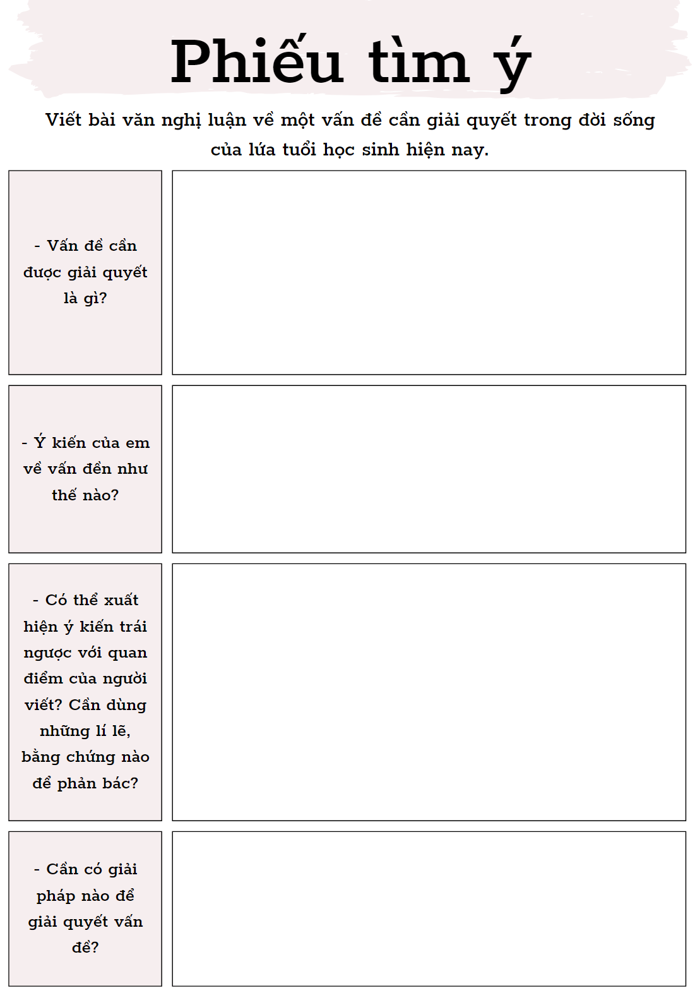 Phiếu tìm ý
Viết bài văn nghị luận về một vấn đề cần giải quyết trong đời sống
của lứa tuổi học sinh hiện nay.
- Vấn đề cần
được giải quyết
là gì?
- Ý kiến của em
về vấn đền như
thế nào?
- Có thể xuất
hiện ý kiến trái
ngược với quan
điểm của người
viết? Cần dùng
những lí lẽ,
bằng chứng nào
để phản bác?
- Cần có giải
pháp nào để
giải quyết vấn
đề?